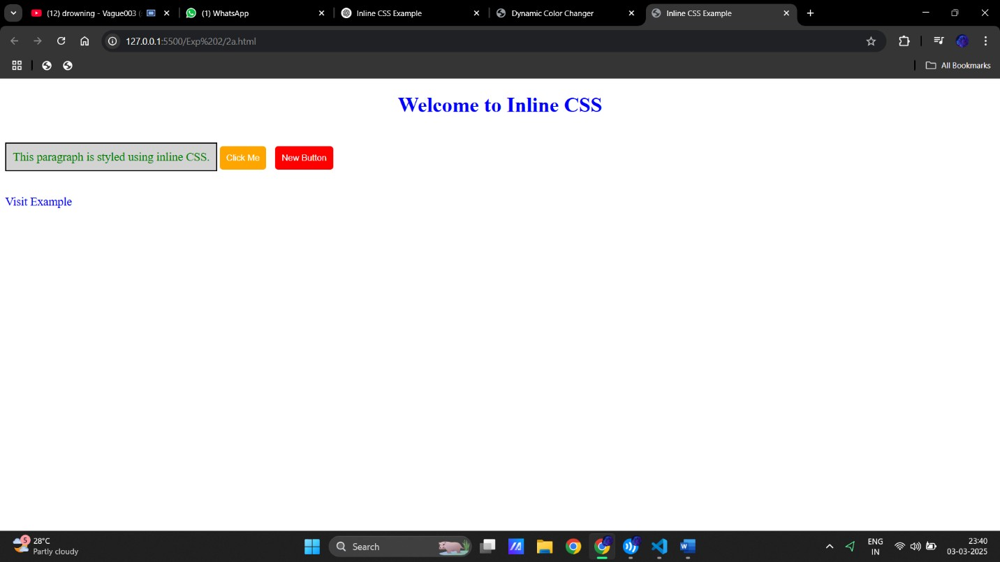 (12) drowning - Vague003 (
(1) WhatsApp
Inline CSS Example
Dynamic Color Changer
Inline CSS Example
127.0.0.1:5500/Exp%202/2a.html
All Bookmarks
Welcome to Inline CSS
This paragraph is styled using inline CSS. Click Me New Button
Visit Example
5
28°C
Partly cloudy
Search
ENG
IN
23:40
03-03-2025